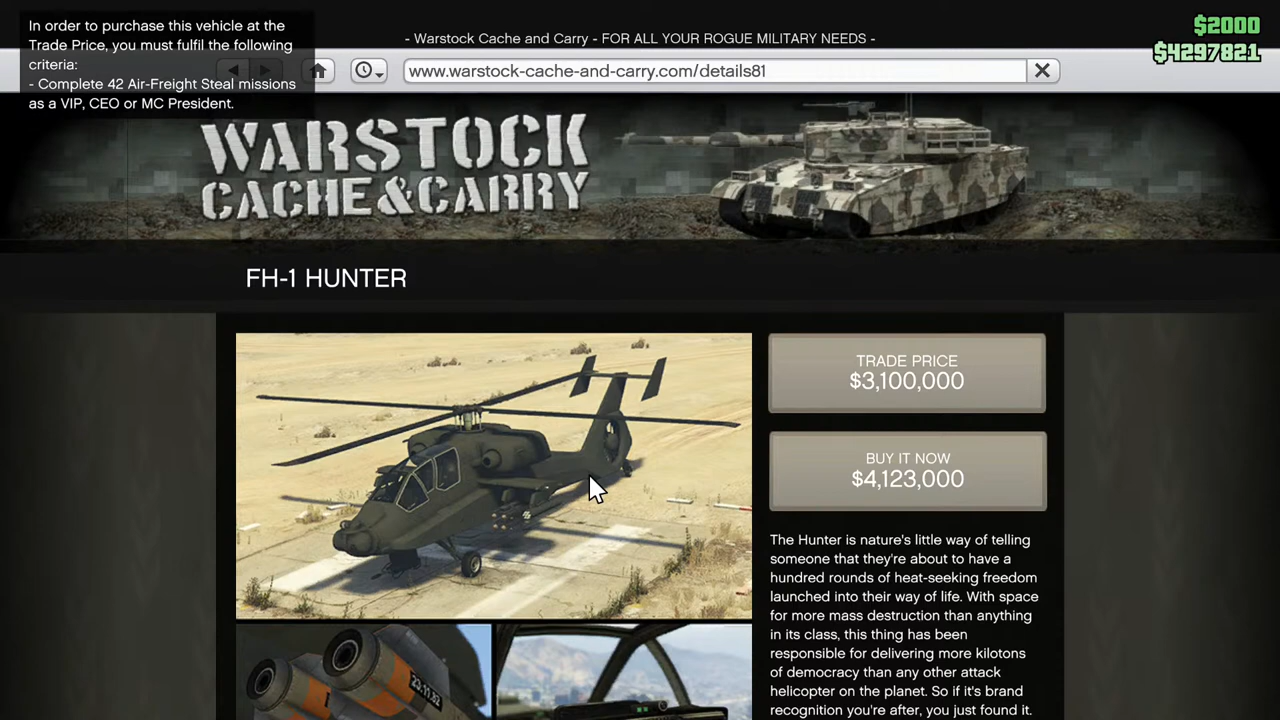 In order to purchase this vehicle at the
Trade Price, you must fulfil the following
criteria:
- Complete 42 Air-Freight Steal missions
as a VIP, CEO or MC President.
- Warstock Cache and Carry - FOR ALL YOUR ROGUE MILITARY NEEDS -
$2000
$4297821
www.warstock-cache-and-carry.com/details81
WARSTOCK
CACHE&CARRY
FH-1 HUNTER
TRADE PRICE
$3,100,000
BUY IT NOW
$4,123,000
The Hunter is nature's little way of telling
someone that they're about to have a
hundred rounds of heat-seeking freedom
launched into their way of life. With space
for more mass destruction than anything
in its class, this thing has been
responsible for delivering more kilotons
of democracy than any other attack
helicopter on the planet. So if it's brand
recognition you're after, you just found it.